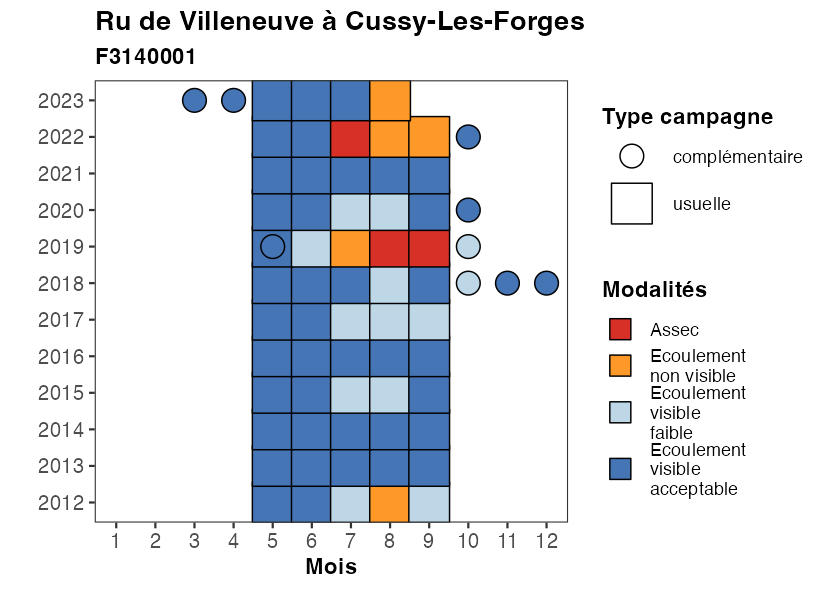 Ru de Villeneuve à Cussy-Les-Forges
F3140001
2023
2022
2021
2020
2019
2018
2017
2016
2015
2014
2013
2012
1 2 3 4 5 6 7 8 9 10 11 12
Mois
Type campagne
complémentaire
usuelle
Modalités
Assec
Ecoulement
non visible
Ecoulement
visible
faible
Ecoulement
visible
acceptable